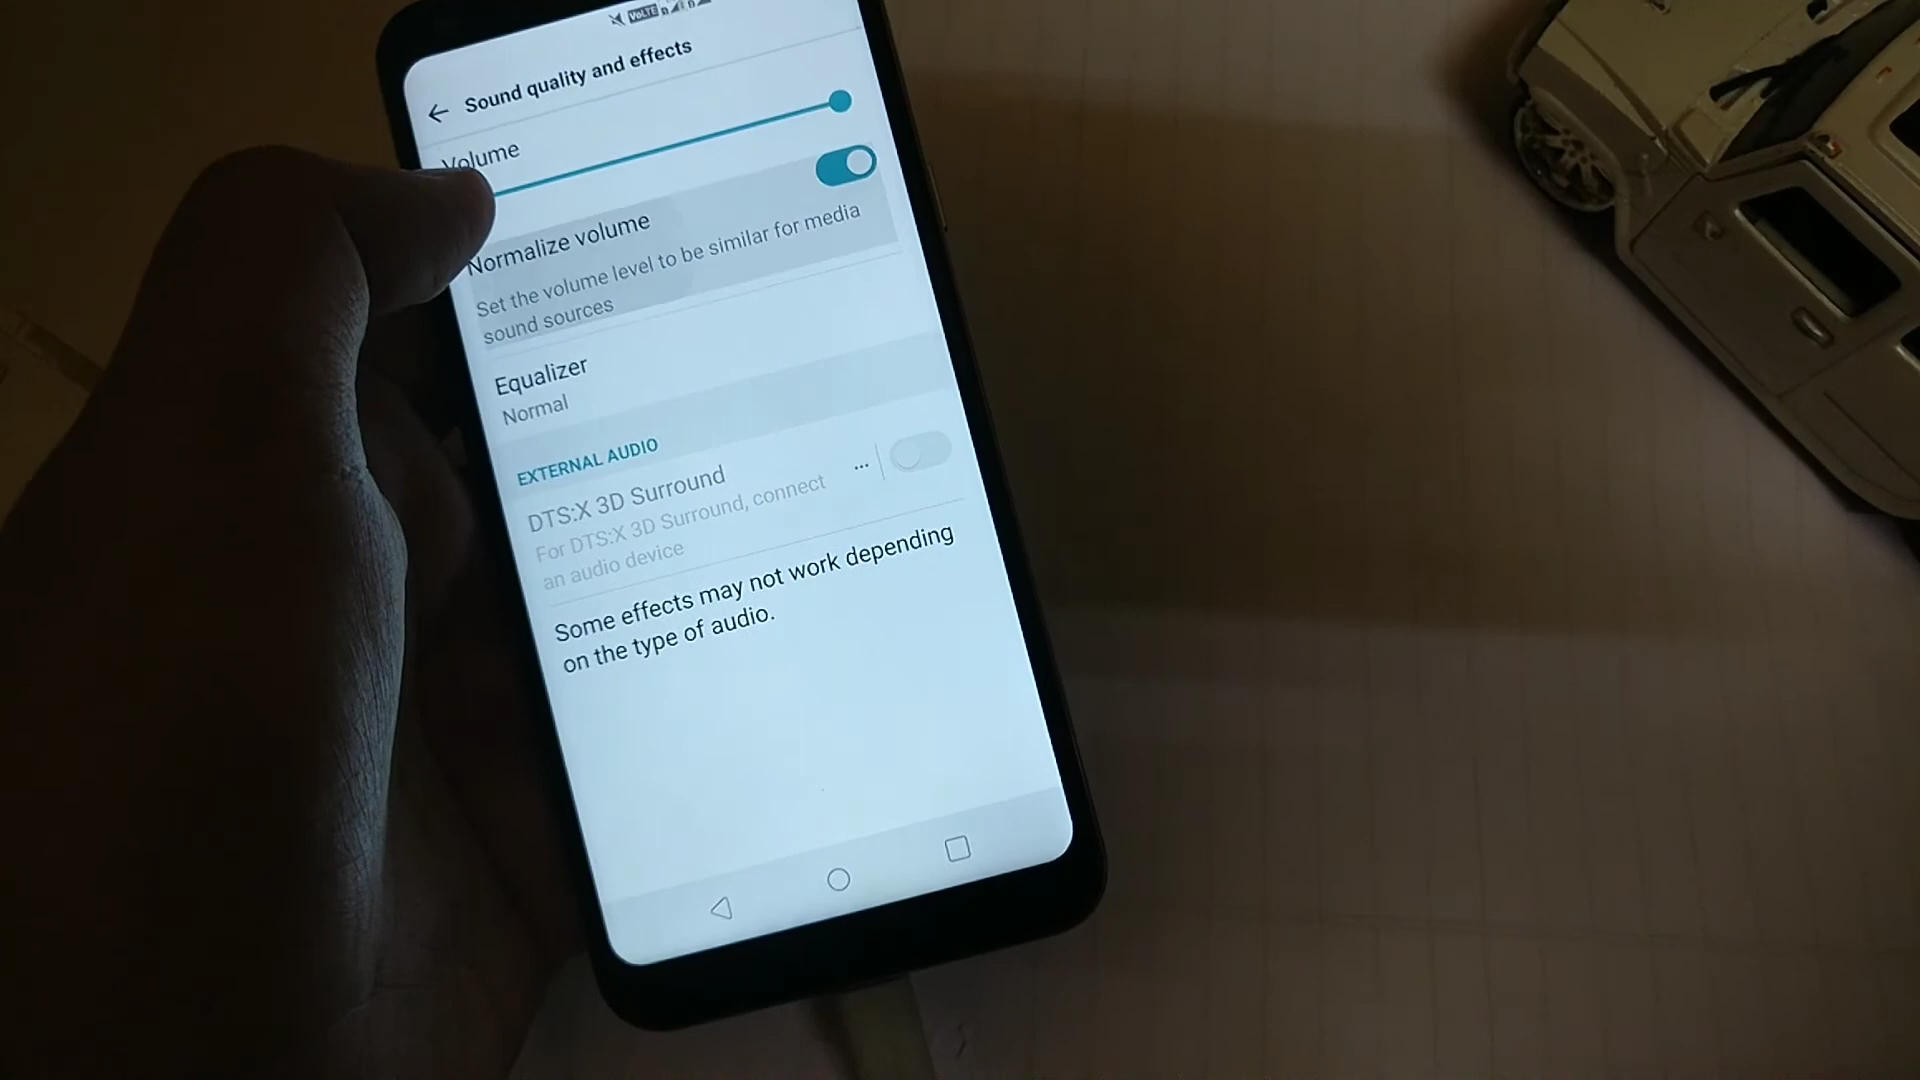 VoLTE
Sound quality and effects
Volume
Normalize volume
Set the volume level to be similar for media
sound sources
Equalizer
Normal
EXTERNAL AUDIO
DTS:X 3D Surround
For DTS:X 3D Surround, connect
an audio device
Some effects may not work depending
on the type of audio.